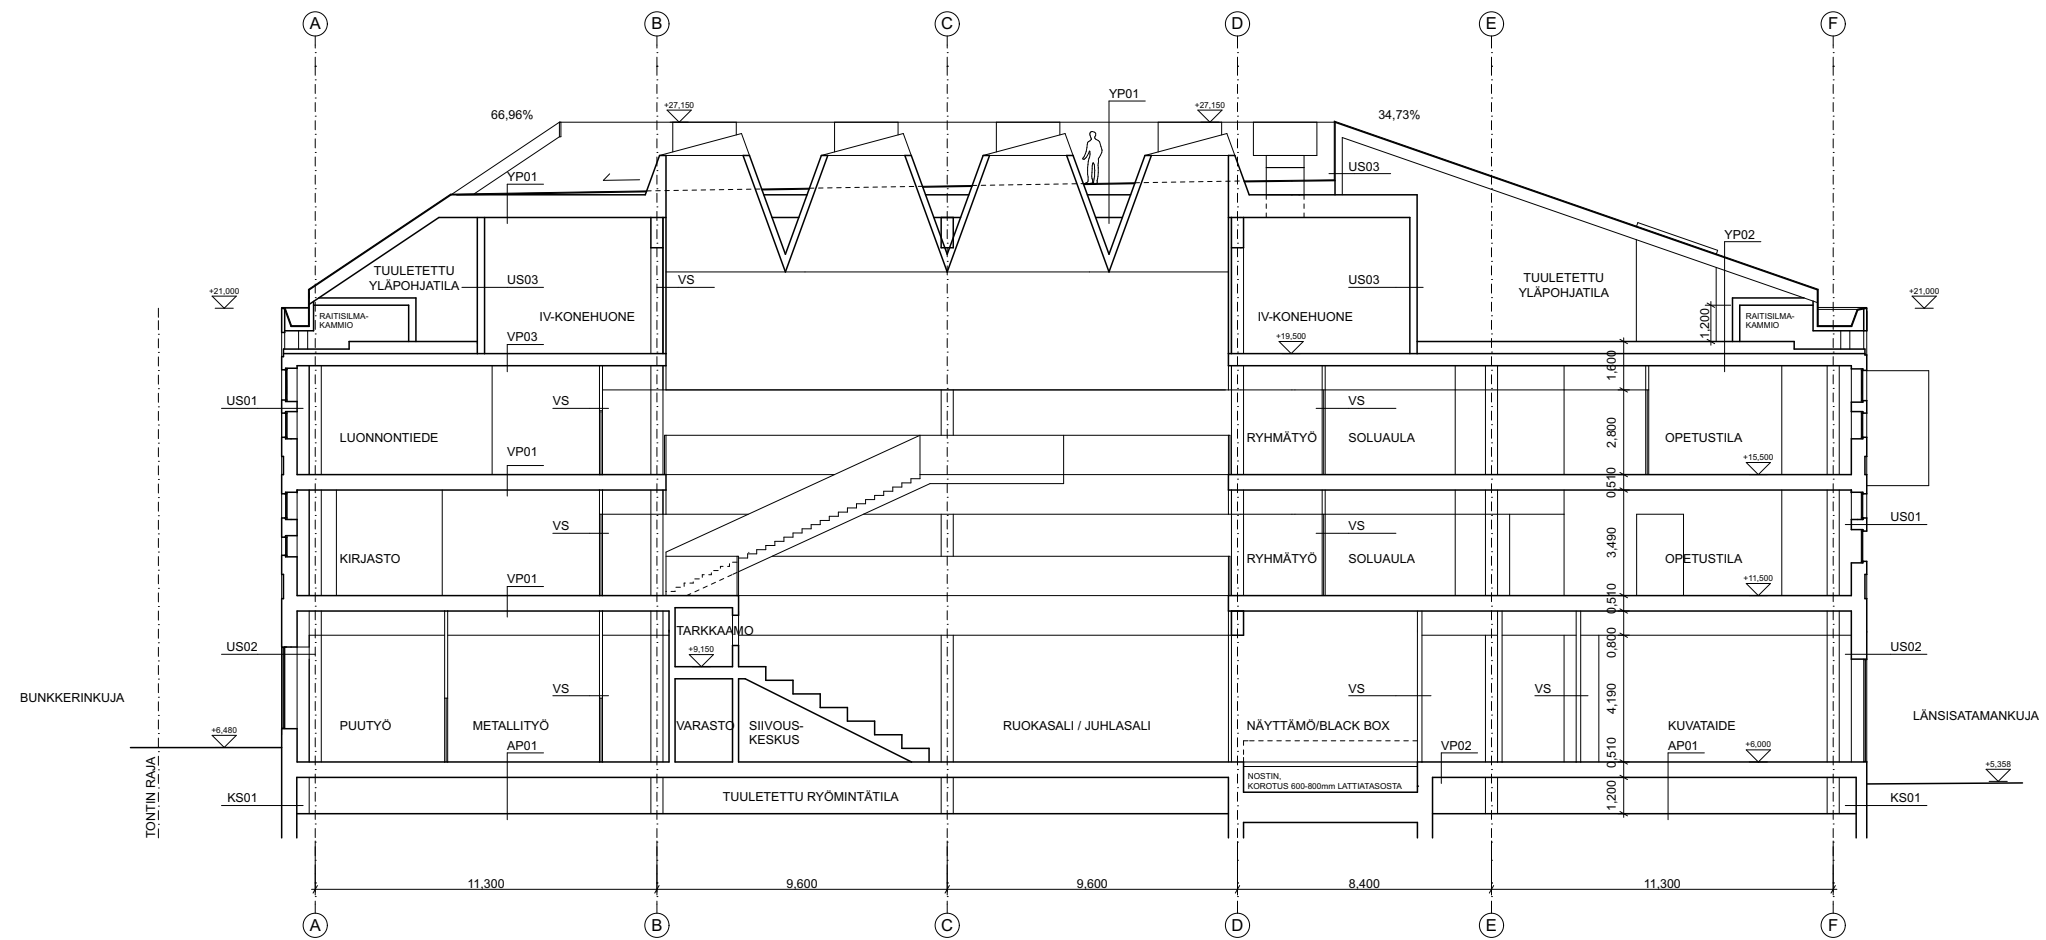 A B C D E F
66,96%
+27,150
YP01
+27,150
34,73%
YP01
US03
YP02
TUULETETTU
YLÄPOHJATILA
US03
VS
US03
TUULETETTU
YLÄPOHJATILA
+21,000
+21,000
RAITISILMA-
KAMMIO
IV-KONEHUONE
IV-KONEHUONE
RAITISILMA-
KAMMIO
1,200
VP03
+19,500
1,600
US01
VS
VS
LUONNONTIEDE
RYHMÄTYÖ
SOLUAULA
2,800
OPETUSTILA
VP01
+15,500
0,510
VS
VS
US01
KIRJASTO
RYHMÄTYÖ
SOLUAULA
3,490
OPETUSTILA
VP01
+11,500
0,510
TARKKAAMO
US02
+9,150
0,800
US02
VS
VS
VS
4,190
BUNKKERINKUJA
PUUTYÖ
METALLITYÖ
VARASTO
SIIVOUS-
KESKUS
RUOKASALI / JUHLASALI
NÄYTTÄMÖ/BLACK BOX
KUVATAIDE
LÄNSISATAMANKUJA
+6,480
AP01
VP02
AP01
+6,000
0,510
+5,358
TONTIN RAJA
NOSTIN,
KOROTUS 600-800mm LATTIATASOSTA
KS01
TUULETETTU RYÖMINTÄTILA
1,200
KS01
11,300 9,600 9,600 8,400 11,300
A B C D E F